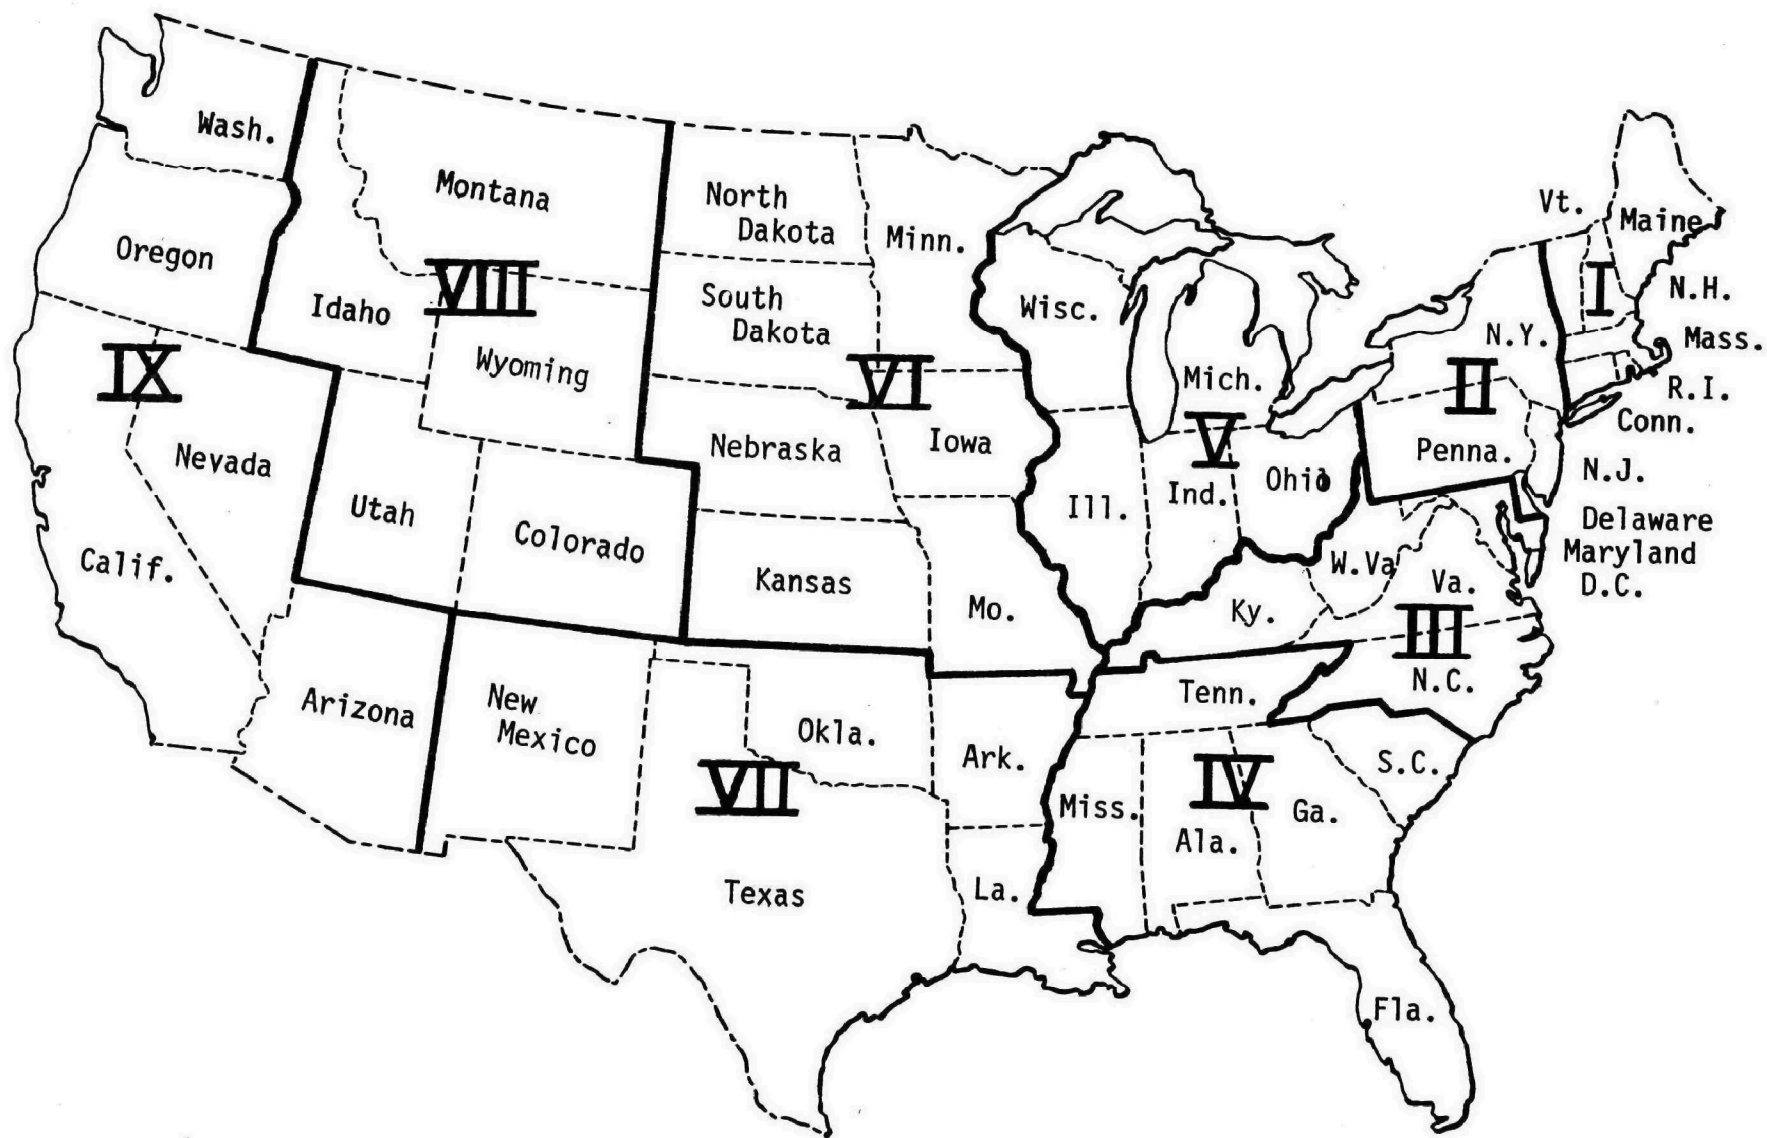 Wash.
Montana
North
Dakota
Minn.
Vt.
Maine
Oregon
VIII
Idaho
South
Dakota
Wisc.
I
N.H.
IX
Wyoming
VI
Mich.
N.Y.
Mass.
II
R.I.
Conn.
Nevada
Nebraska
Iowa
V
Ohio
Penna.
N.J.
Utah
Colorado
Ill.
Ind.
Delaware
Maryland
D.C.
Calif.
Kansas
Mo.
Ky.
W.Va
Va.
III
Arizona
New
Mexico
Okla.
Tenn.
N.C.
VII
Ark.
Miss.
IV
S.C.
Ala.
Ga.
Texas
La.
Fla.